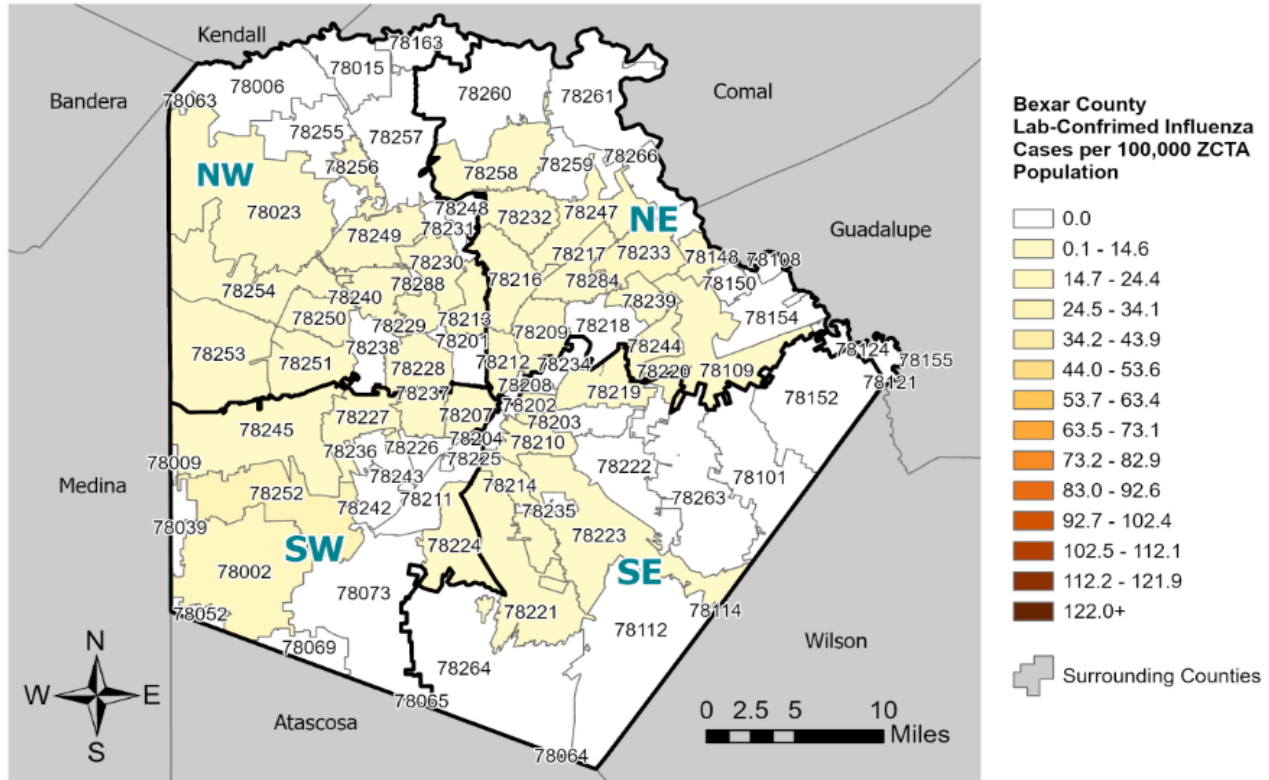 Kendall
78163
78015
78006
78260
78261
Comal
Bandera
78063
78255
78257
78266
78256
78259
78258
NW
78023
78248
78232
78247
NE
78231
78249
Guadalupe
78230
78217
78233
78148
78108
78254
78240
78288
78216
78284
78150
78239
78250
78229
78213
78209
78218
78154
78253
78238
78201
78244
78124
78155
78251
78228
78212
78234
78220
78109
78121
78237
78208
78219
78152
78227
78207
78202
78203
78245
78236
78226
78204
78210
78009
78225
78222
78101
Medina
78243
78252
78242
78211
78214
78263
78039
78235
SW
78224
78223
78002
78073
SE
78052
78221
78114
78112
Wilson
78069
78264
78065
Atascosa
78064
N
W
E
S
0 2.5 5 10
Miles
Bexar County
Lab-Confrimed Influenza
Cases per 100,000 ZCTA
Population
0.0
0.1 - 14.6
14.7 - 24.4
24.5 - 34.1
34.2 - 43.9
44.0 - 53.6
53.7 - 63.4
63.5 - 73.1
73.2 - 82.9
83.0 - 92.6
92.7 - 102.4
102.5 - 112.1
112.2 - 121.9
122.0+
Surrounding Counties